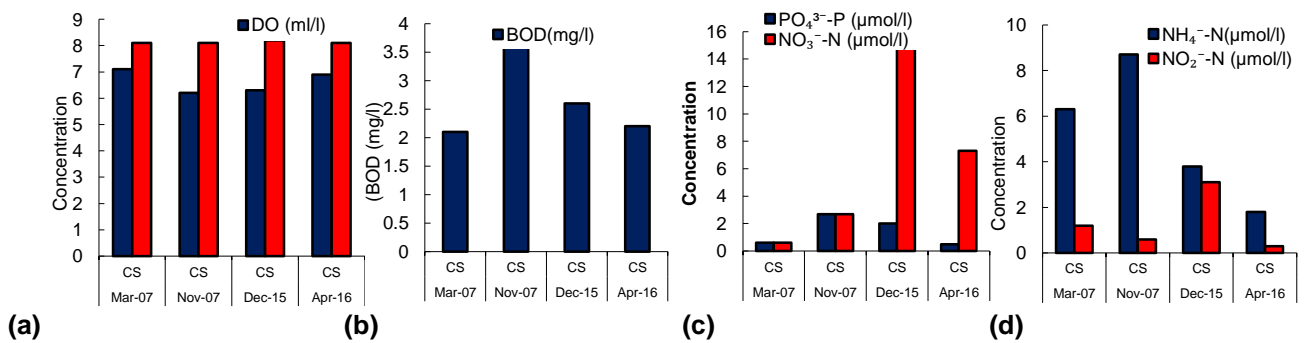 DO (ml/l)
Concentration
9
8
7
6
5
4
3
2
1
0
CS CS CS CS
Mar-07 Nov-07 Dec-15 Apr-16
(a)
BOD(mg/l)
(BOD (mg/l)
4
3.5
3
2.5
2
1.5
1
0.5
0
CS CS CS CS
Mar-07 Nov-07 Dec-15 Apr-16
(b)
PO₄³⁻-P (µmol/l)
NO₃⁻-N (µmol/l)
Concentration
16
14
12
10
8
6
4
2
0
CS CS CS CS
Mar-07 Nov-07 Dec-15 Apr-16
(c)
NH₄⁻-N(µmol/l)
NO₂⁻-N (µmol/l)
Concentration
10
8
6
4
2
0
CS CS CS CS
Mar-07 Nov-07 Dec-15 Apr-16
(d)